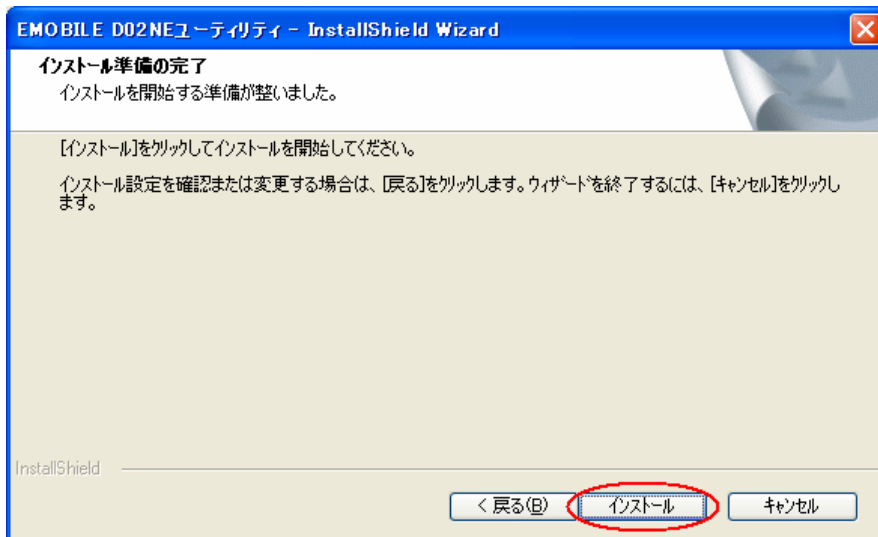 EMOBILE D02NEユーティリティ - InstallShield Wizard
インストール準備の完了
インストールを開始する準備が整いました。
[インストール]をクリックしてインストールを開始してください。
インストール設定を確認または変更する場合は、[戻る]をクリックします。ウィザードを終了するには、[キャンセル]をクリックし
ます。
InstallShield
< 戻る(B) インストール キャンセル